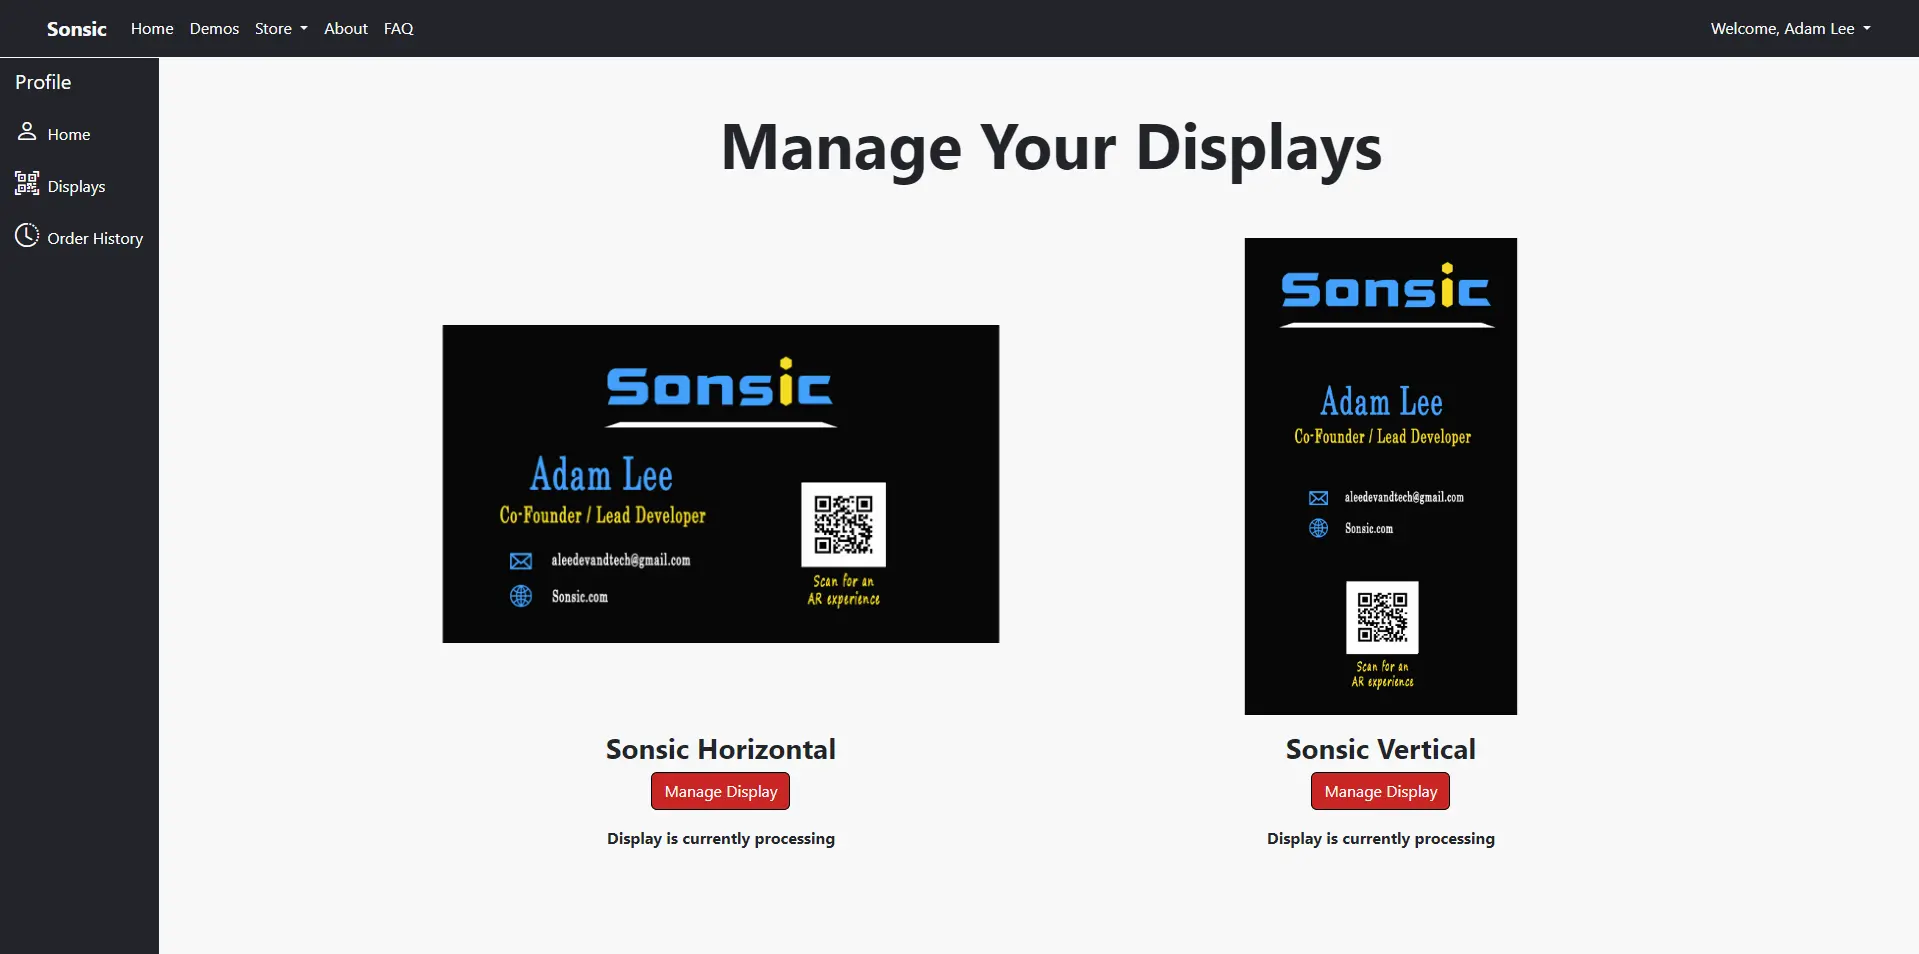 Sonsic Home Demos Store About FAQ Welcome, Adam Lee
Profile
Home
Displays
Order History
Manage Your Displays
Sonsic
Adam Lee
Co-Founder / Lead Developer
aleedevandtech@gmail.com
Sonsic.com
Scan for an
AR experience
Sonsic Horizontal
Manage Display
Display is currently processing
Sonsic
Adam Lee
Co-Founder / Lead Developer
aleedevandtech@gmail.com
Sonsic.com
Scan for an
AR experience
Sonsic Vertical
Manage Display
Display is currently processing